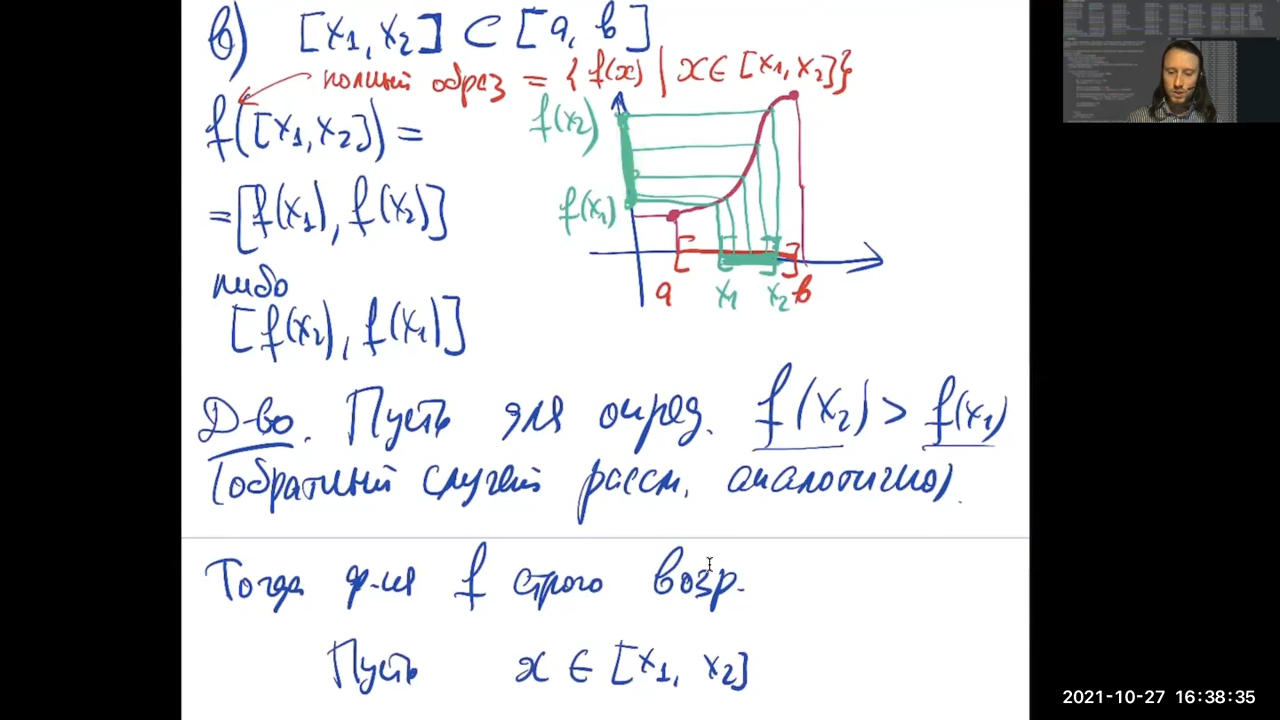 в) [x₁, x₂] ⊂ [a, b]
полный образ = { f(x) | x ∈ [x₁, x₂]}
f([x₁, x₂]) =
= [f(x₁), f(x₂)]
либо
[f(x₂), f(x₁)]
f(x₂)
f(x₁)
a x₁ x₂ b
Д-во. Пусть для опред. f(x₂) > f(x₁)
(обратный случай рассм. аналогично).
Тогда ф-ия f строго возр.
Пусть x ∈ [x₁, x₂]
2021-10-27 16:38:35